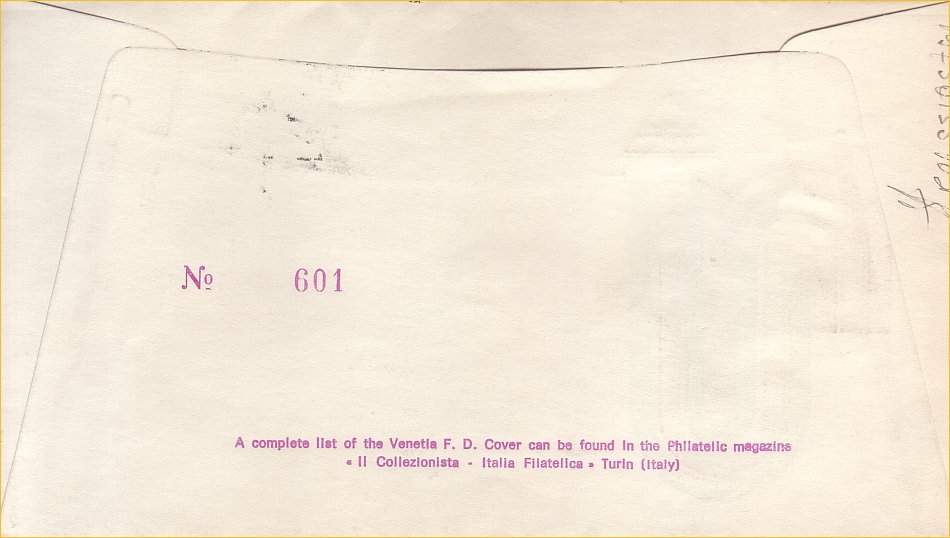 № 601
A complete list of the Venetia F. D. Cover can be found in the Philatelic magazine
« Il Collezionista - Italia Filatelica » Turin (Italy)